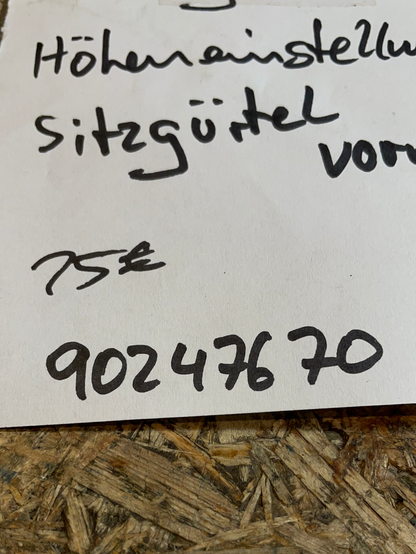 Höheneinstellu
Sitzgürtel
vorn
75€
90247670